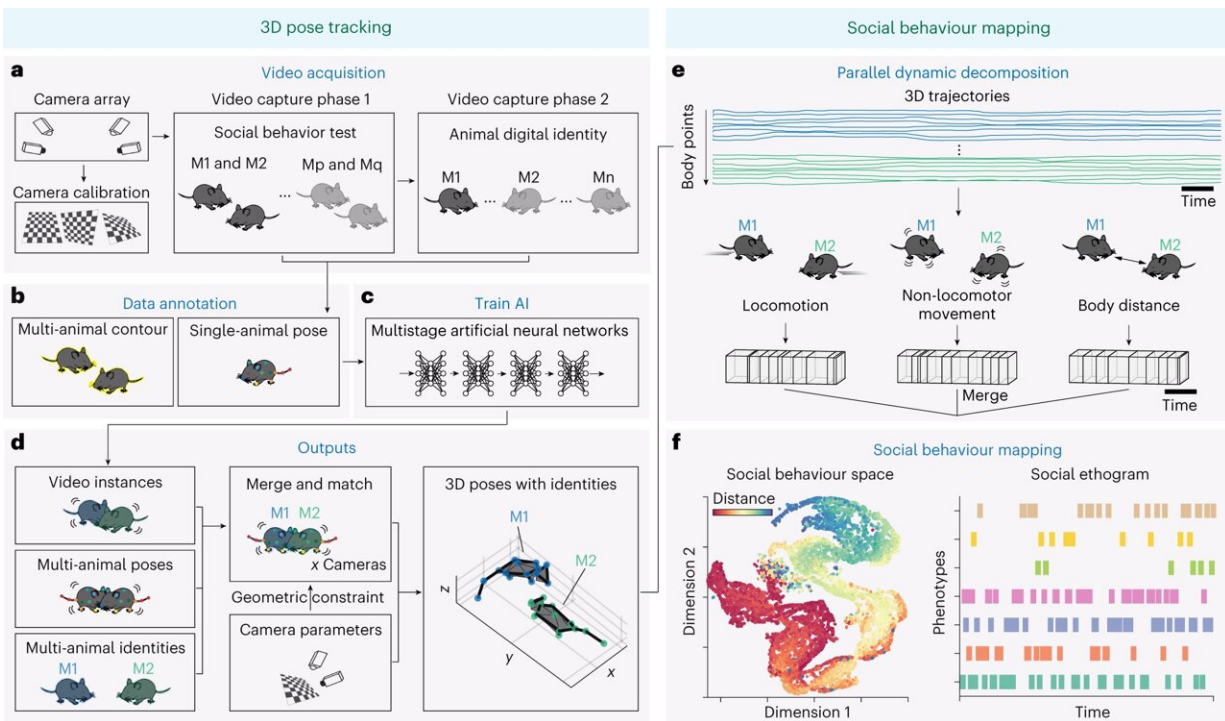 3D pose tracking
Social behaviour mapping
a
Video acquisition
Camera array
Video capture phase 1
Video capture phase 2
Social behavior test
Animal digital identity
M1 and M2
Mp and Mq
...
M1
M2
Mn
... ...
Camera calibration
b
Data annotation
Multi-animal contour
Single-animal pose
c
Train AI
Multistage artificial neural networks
d
Outputs
Video instances
Multi-animal poses
Multi-animal identities
M1
M2
Merge and match
M1 M2
x Cameras
Geometric constraint
Camera parameters
3D poses with identities
M1
M2
z
y
x
e
Parallel dynamic decomposition
3D trajectories
Body points
Time
M1
M2
M1
M2
M1
M2
Locomotion
Non-locomotor
movement
Body distance
Merge
Time
f
Social behaviour mapping
Social behaviour space
Distance
Dimension 2
Dimension 1
Social ethogram
Phenotypes
Time